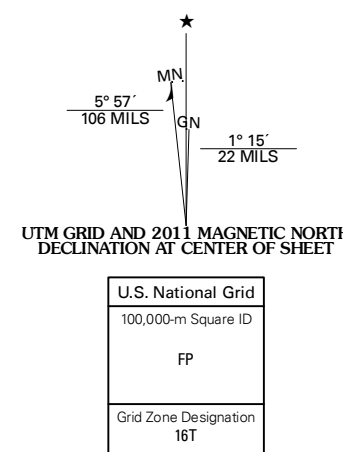 ★
M.N.
5° 57´
106 MILS
GN
1° 15´
22 MILS
UTM GRID AND 2011 MAGNETIC NORTH
DECLINATION AT CENTER OF SHEET
U.S. National Grid
100,000-m Square ID
FP
Grid Zone Designation
16T